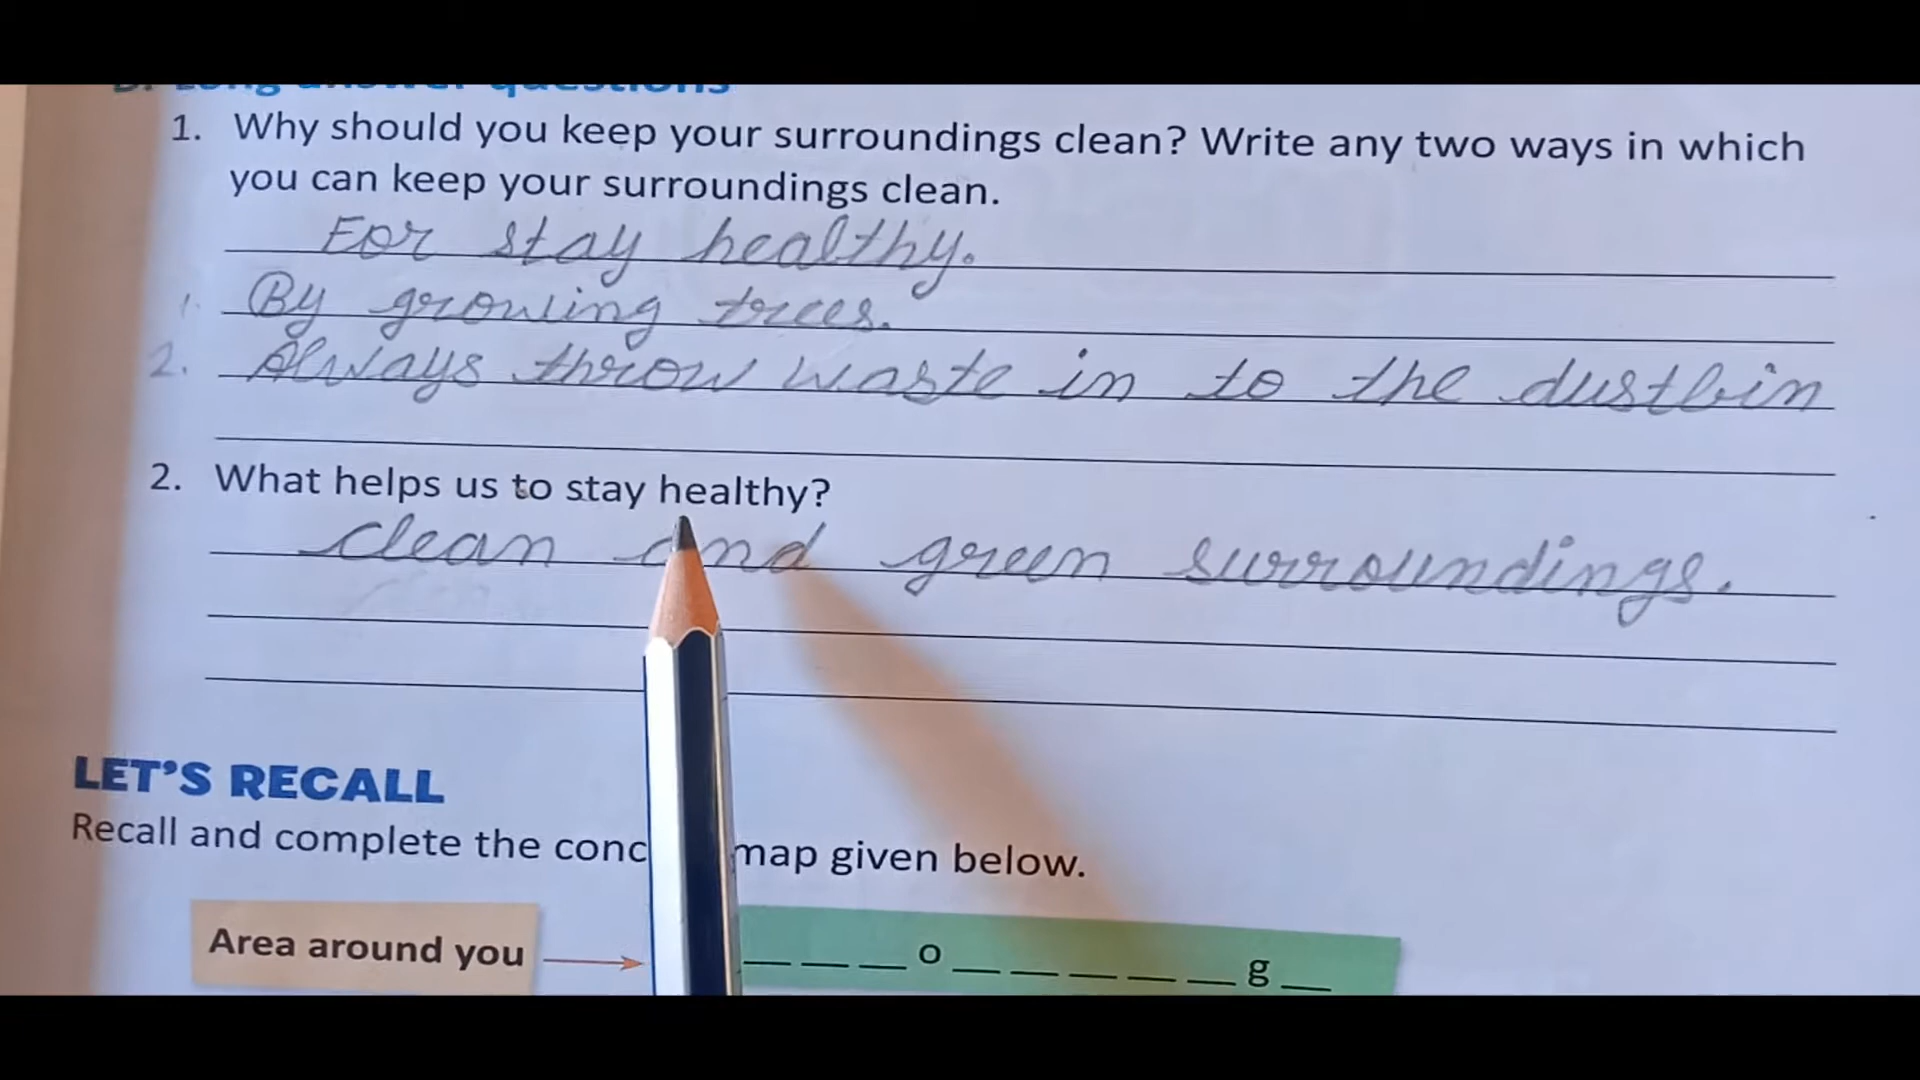 D. Long answer questions
1. Why should you keep your surroundings clean? Write any two ways in which
you can keep your surroundings clean.
For stay healthy.
1. By growing trees.
2. Always throw waste in to the dustbin
2. What helps us to stay healthy?
clean and green surroundings.
LET'S RECALL
Recall and complete the conc map given below.
Area around you
_ _ _ o _ _ _ _ _ g _